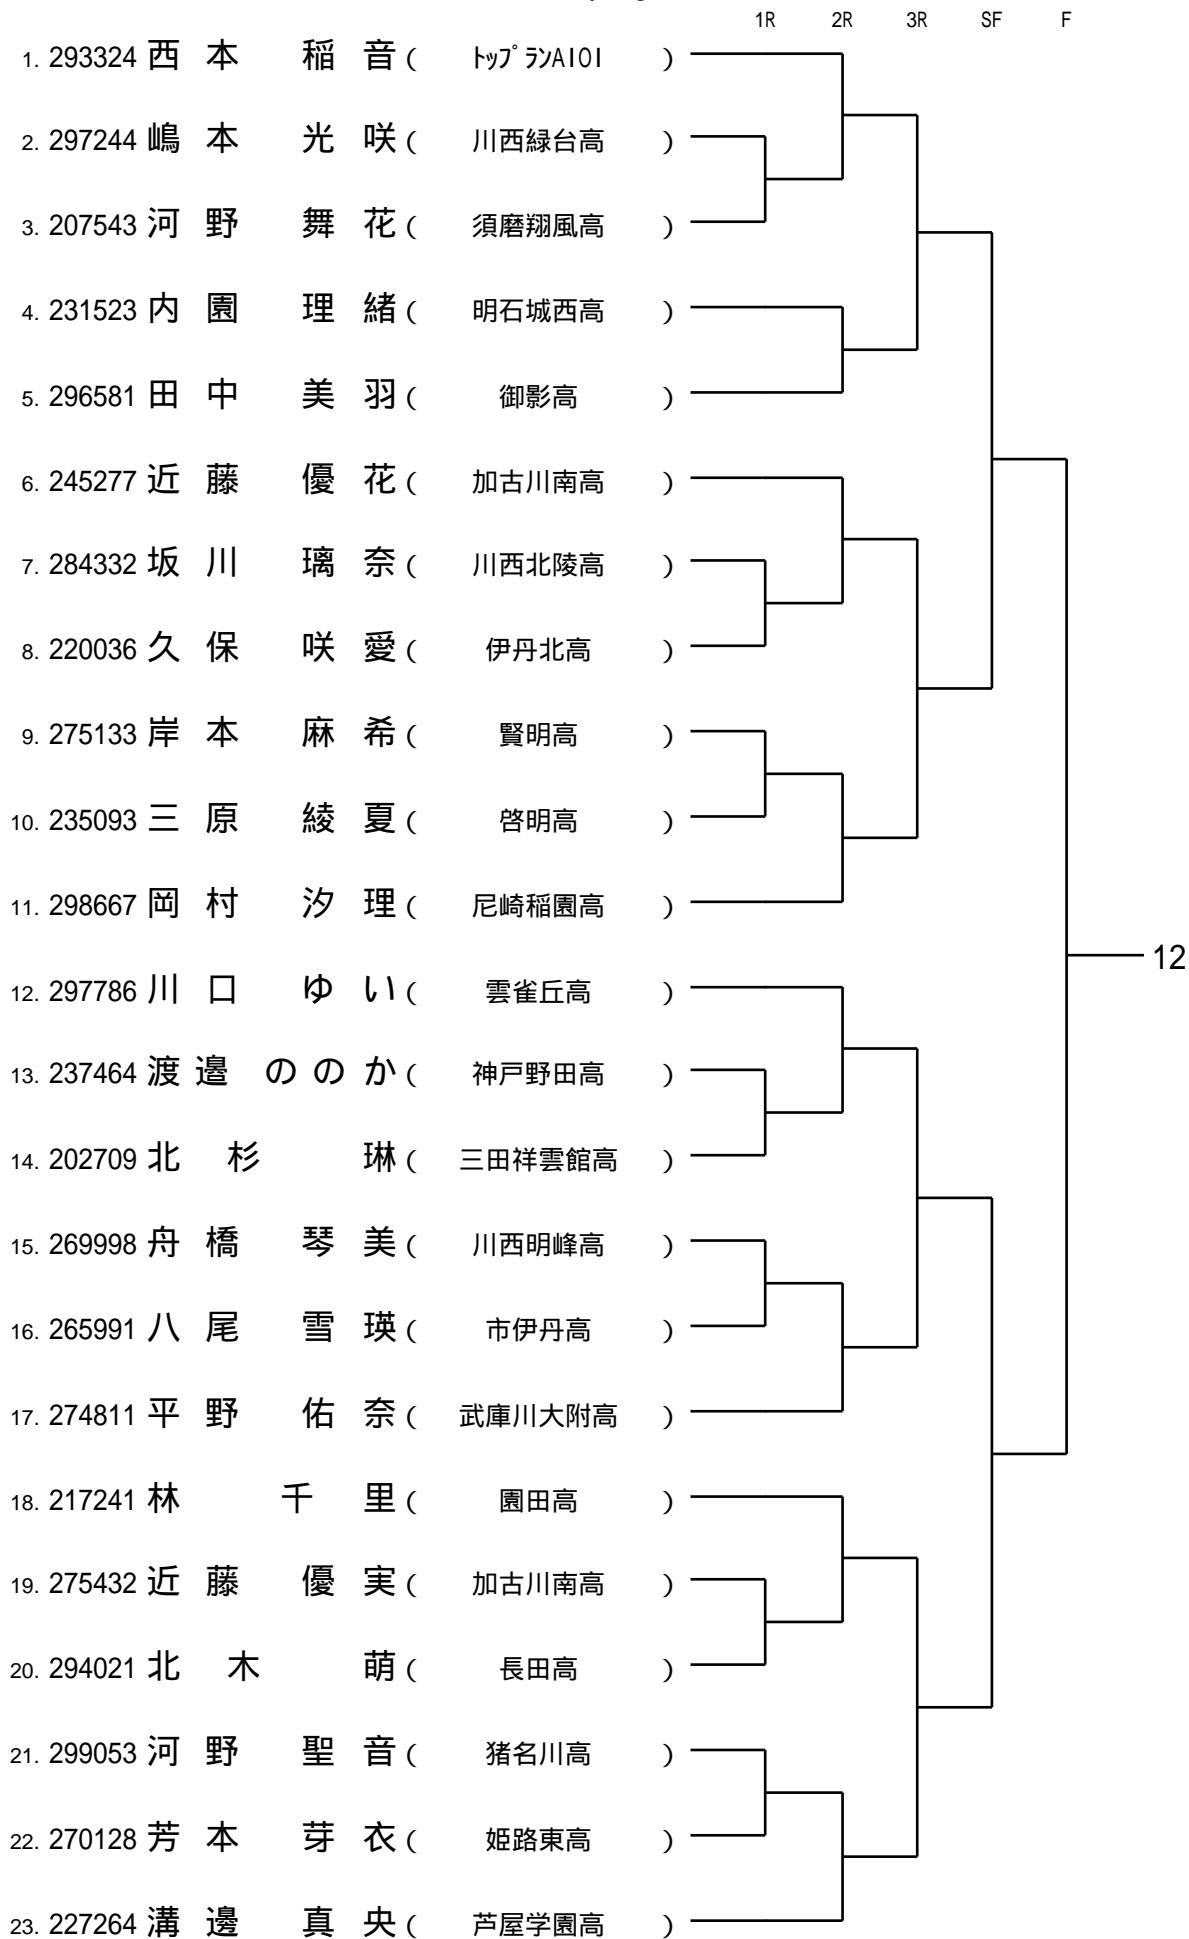 1R 2R 3R SF F
1. 293324 西本 稲音 ( トップランAIOI )
2. 297244 嶋本 光咲 ( 川西緑台高 )
3. 207543 河野 舞花 ( 須磨翔風高 )
4. 231523 内園 理緒 ( 明石城西高 )
5. 296581 田中 美羽 ( 御影高 )
6. 245277 近藤 優花 ( 加古川南高 )
7. 284332 坂川 璃奈 ( 川西北陵高 )
8. 220036 久保 咲愛 ( 伊丹北高 )
9. 275133 岸本 麻希 ( 賢明高 )
10. 235093 三原 綾夏 ( 啓明高 )
11. 298667 岡村 汐理 ( 尼崎稲園高 )
12
12. 297786 川口 ゆい ( 雲雀丘高 )
13. 237464 渡邉 ののか ( 神戸野田高 )
14. 202709 北杉 琳 ( 三田祥雲館高 )
15. 269998 舟橋 琴美 ( 川西明峰高 )
16. 265991 八尾 雪瑛 ( 市伊丹高 )
17. 274811 平野 佑奈 ( 武庫川大附高 )
18. 217241 林 千里 ( 園田高 )
19. 275432 近藤 優実 ( 加古川南高 )
20. 294021 北木 萌 ( 長田高 )
21. 299053 河野 聖音 ( 猪名川高 )
22. 270128 芳本 芽衣 ( 姫路東高 )
23. 227264 溝邊 真央 ( 芦屋学園高 )